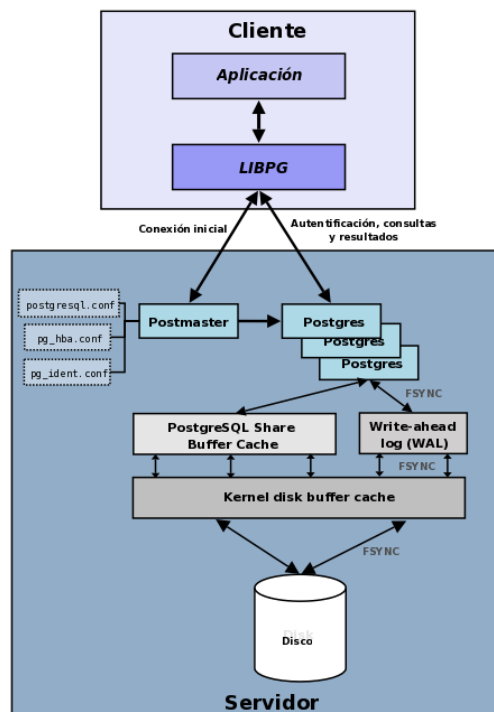 Cliente
Aplicación
LIBPG
Conexión inicial
Autentificación, consultas
y resultados
postgresql.conf
pg_hba.conf
pg_ident.conf
Postmaster
Postgres
Postgres
Postgres
FSYNC
PostgreSQL Share
Buffer Cache
Write-ahead
log (WAL)
FSYNC
Kernel disk buffer cache
FSYNC
Disk
Disco
Servidor